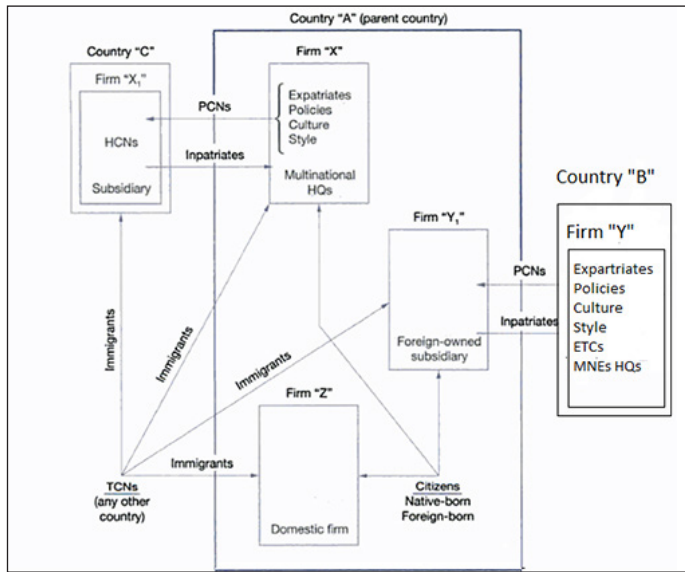 Country "A" (parent country)
Country "C"
Firm "X₁"
HCNs
Subsidiary
Firm "X"
Expatriates
Policies
Culture
Style
Multinational
HQs
PCNs
Inpatriates
Country "B"
Firm "Y"
Expartriates
Policies
Culture
Style
ETCs
MNEs HQs
Firm "Y₁"
Foreign-owned
subsidiary
PCNs
Inpatriates
Immigrants
Immigrants
Immigrants
Firm "Z"
Domestic firm
Immigrants
TCNs
(any other
country)
Citizens
Native-born
Foreign-born